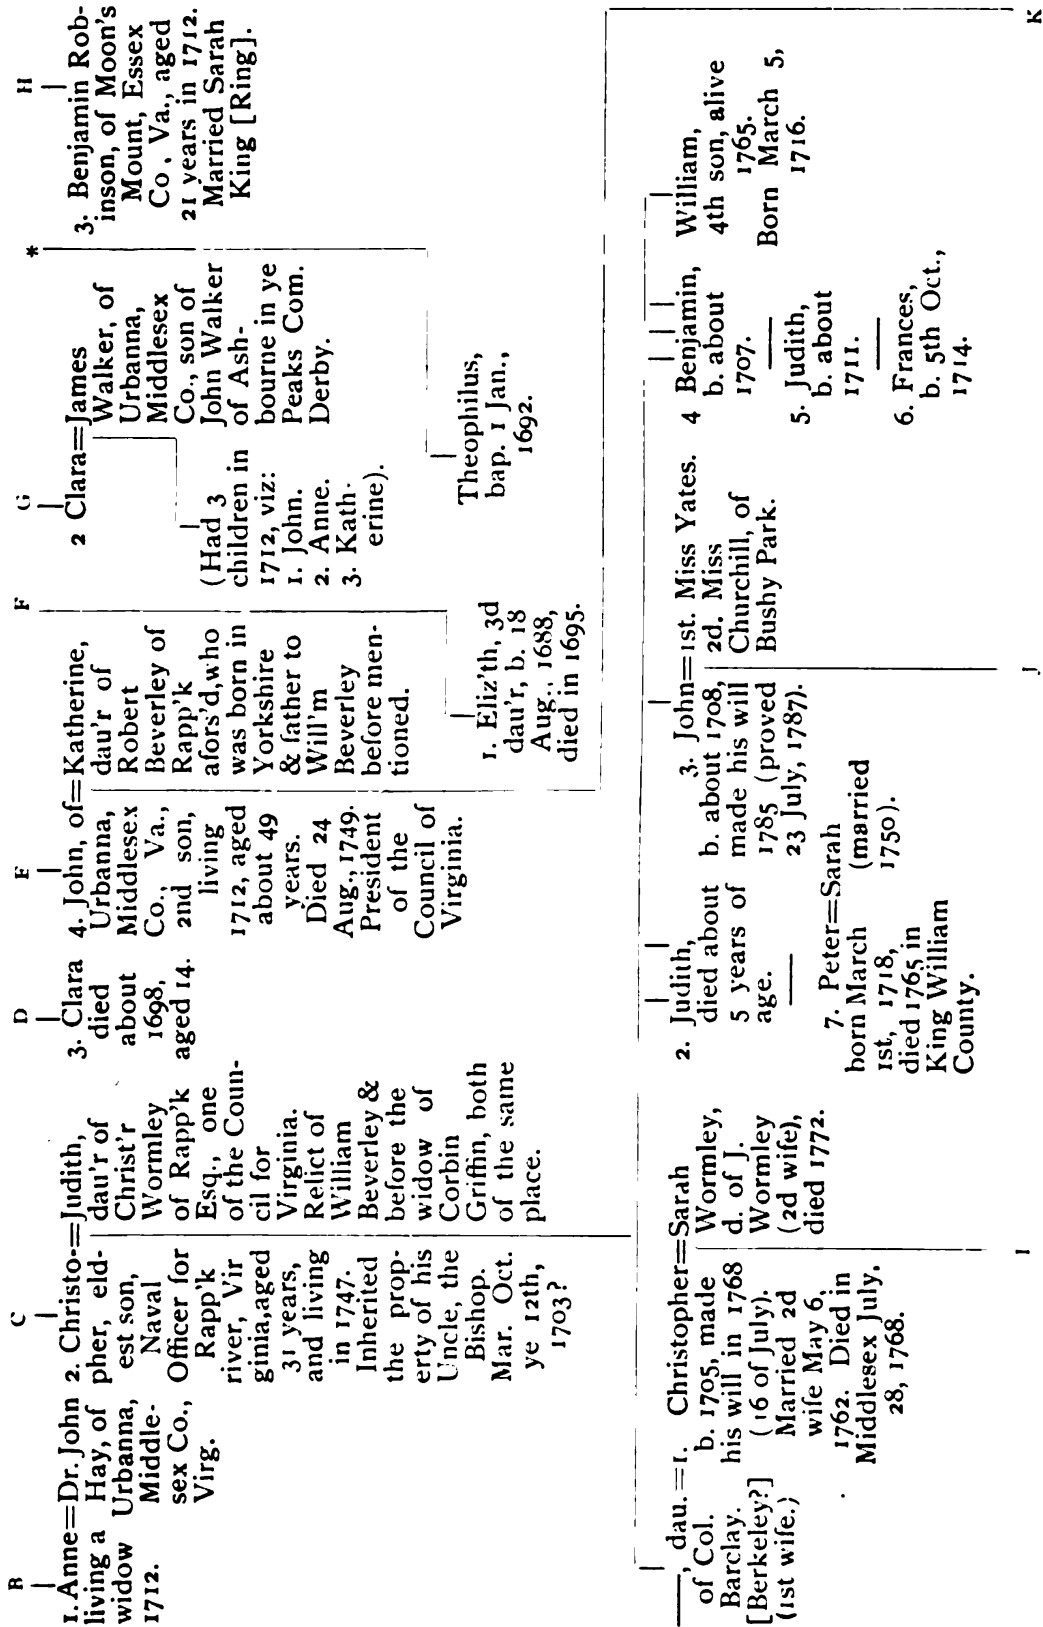 B
1. Anne=Dr. John
living a Hay, of
widow Urbanna,
1712. Middle-
sex Co.,
Virg.
C
2. Christo-=Judith,
pher, eld- dau'r of
est son, Christ'r
Naval Wormley
Officer for of Rapp'k
Rapp'k Esq., one
river, Vir of the Coun-
ginia, aged cil for
31 years, Virginia.
and living Relict of
in 1747. William
Inherited Beverley &
the prop- before the
erty of his widow of
Uncle, the Corbin
Bishop. Griffin, both
Mar. Oct. of the same
ye 12th, place.
1703?
D
3. Clara
died
about
1698,
aged 14.
E
4. John, of=Katherine,
Urbanna, dau'r of
Middlesex Robert
Co., Va., Beverley of
2nd son, Rapp'k
living afors'd, who
1712, aged was born in
about 49 Yorkshire
years. & father to
Died 24 Will'm
Aug., 1749. Beverley
President before men-
of the tioned.
Council of
Virginia.
F
1. Eliz'th, 3d
dau'r, b. 18
Aug., 1688,
died in 1695.
G
2 Clara=James
Walker, of
Urbanna,
Middlesex
Co., son of
John Walker
of Ash-
bourne in ye
Peaks Com.
Derby.
(Had 3
children in
1712, viz:
1. John.
2. Anne.
3. Kath-
erine).
*
Theophilus,
bap. 1 Jan.,
1692.
H
3. Benjamin Rob-
inson, of Moon's
Mount, Essex
Co, Va., aged
21 years in 1712.
Married Sarah
King [Ring].
——, dau.=1. Christopher=Sarah
of Col. b. 1705, made Wormley,
Barclay. his will in 1768 d. of J.
[Berkeley?] (16 of July). Wormley
(1st wife.) Married 2d (2d wife),
wife May 6, died 1772.
1762. Died in
Middlesex July,
28, 1768.
I
2. Judith,
died about
5 years of
age.
7. Peter=Sarah
born March (married
1st, 1718, 1750).
died 1765 in
King William
County.
3. John=1st. Miss Yates.
b. about 1708, 2d. Miss
made his will Churchill, of
1785 (proved Bushy Park.
23 July, 1787).
J
4 Benjamin,
b. about
1707.
5. Judith,
b. about
1711.
6. Frances,
b. 5th Oct.,
1714.
William,
4th son, alive
1765.
Born March 5,
1716.
K